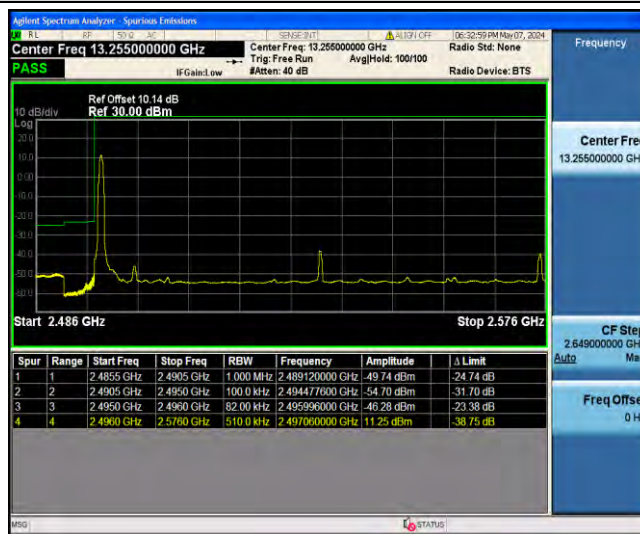 Agilent Spectrum Analyzer - Spurious Emissions
RL RF 50 Ω AC SENSE:INT ALIGN OFF 06:32:59 PM May 07, 2024
Center Freq 13.255000000 GHz
Center Freq: 13.255000000 GHz
Radio Std: None
Trig: Free Run Avg|Hold: 100/100
PASS
IFGain:Low
#Atten: 40 dB
Radio Device: BTS
Ref Offset 10.14 dB
10 dB/div Ref 30.00 dBm
Log
20.0
10.0
0.00
-10.0
-20.0
-30.0
-40.0
-50.0
-60.0
Start 2.486 GHz Stop 2.576 GHz
Spur Range Start Freq Stop Freq RBW Frequency Amplitude Δ Limit
1 1 2.4855 GHz 2.4905 GHz 1.000 MHz 2.489120000 GHz -49.74 dBm -24.74 dB
2 2 2.4905 GHz 2.4950 GHz 100.0 kHz 2.494477600 GHz -54.70 dBm -31.70 dB
3 3 2.4950 GHz 2.4960 GHz 82.00 kHz 2.495996000 GHz -46.28 dBm -23.38 dB
4 4 2.4960 GHz 2.5760 GHz 510.0 kHz 2.497060000 GHz 11.25 dBm -38.75 dB
MSG STATUS
Frequency
Center Fre
13.255000000 GH
CF Ste
2.649000000 GH
Auto Ma
Freq Offse
0 H